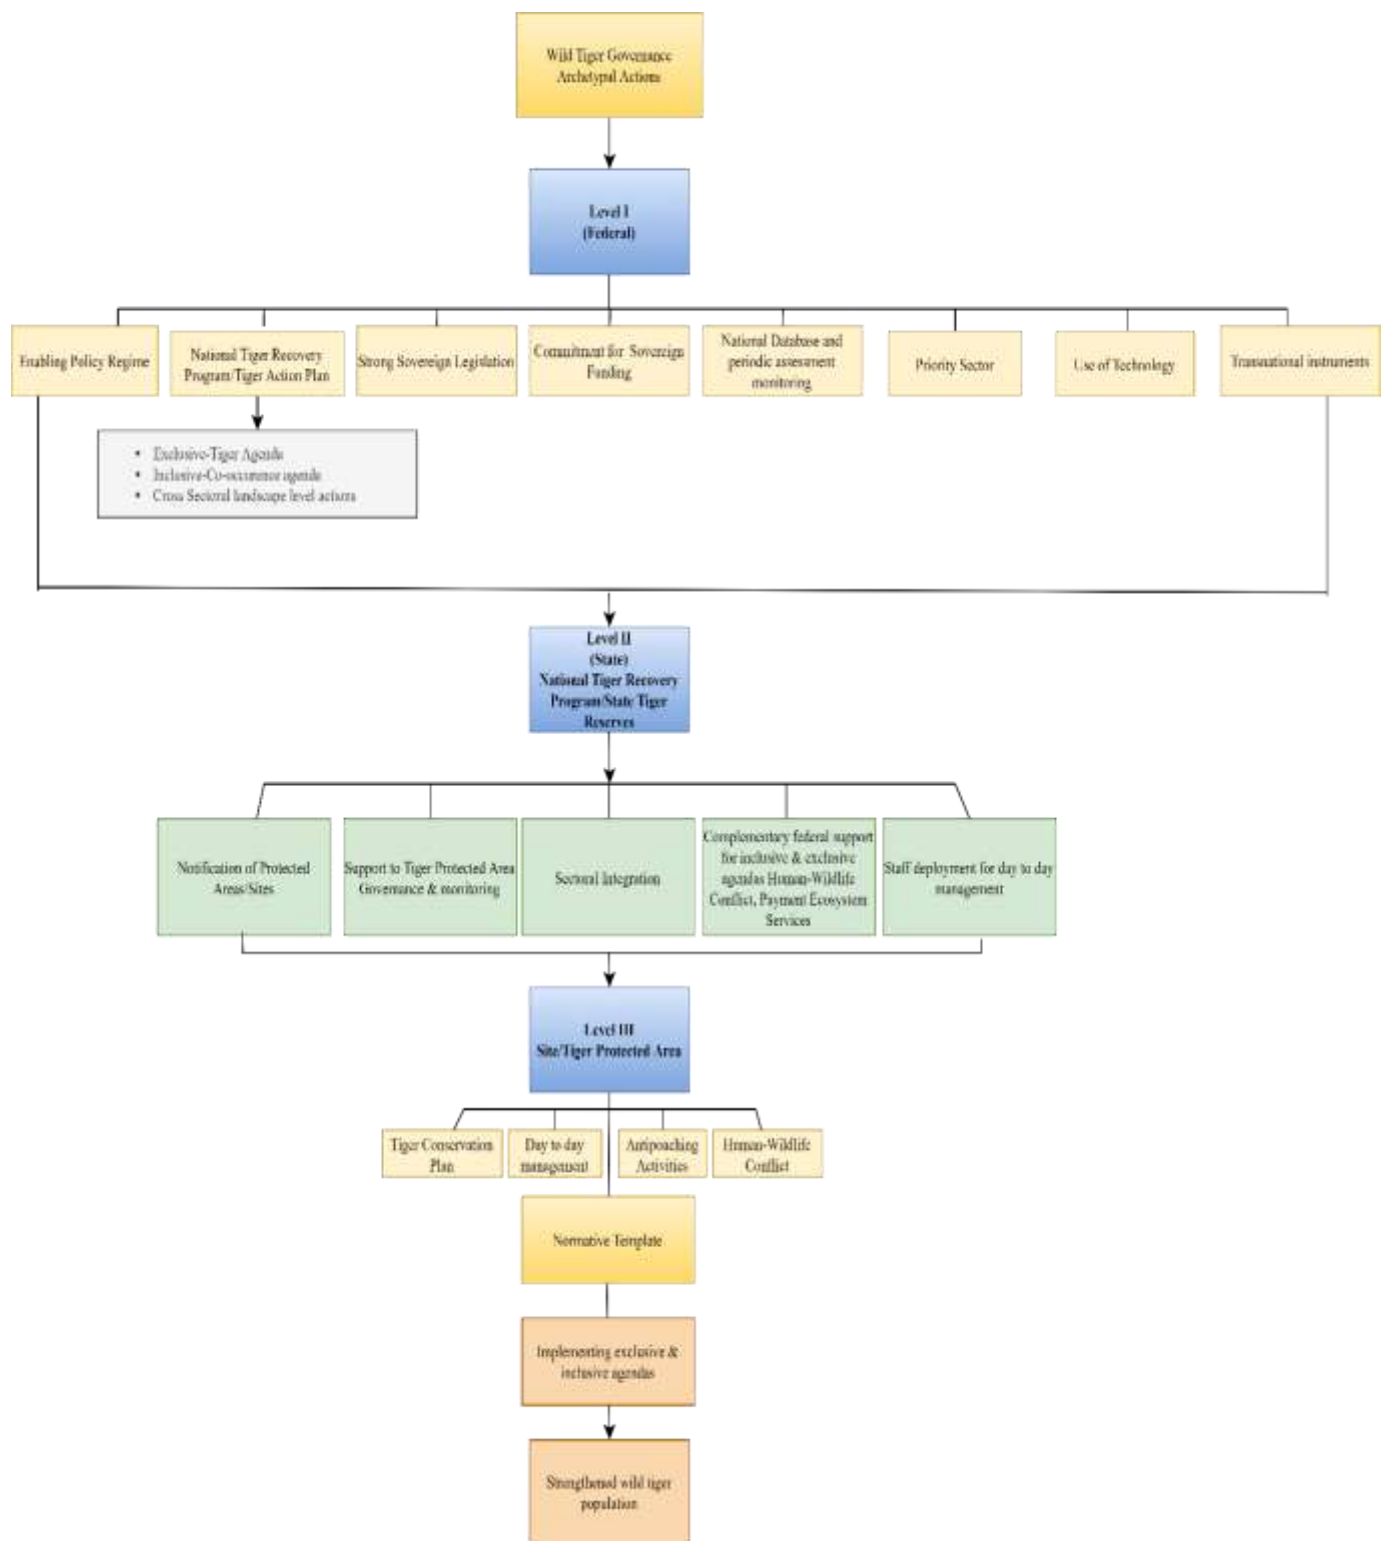 Wild Tiger Governance
Archetypal Actions
Level I
(Federal)
Enabling Policy Regime
National Tiger Recovery
Program/Tiger Action Plan
Strong Sovereign Legislation
Commitment for Sovereign
Funding
National Database and
periodic assessment
monitoring
Priority Sector
Use of Technology
Transnational instruments
• Exclusive-Tiger Agenda
• Inclusive-Co-occurence agenda
• Cross Sectoral landscape level actions
Level II
(State)
National Tiger Recovery
Program/State Tiger
Reserves
Notification of Protected
Areas/Sites
Support to Tiger Protected Area
Governance & monitoring
Sectoral Integration
Complementary federal support
for inclusive & exclusive
agendas Human-Wildlife
Conflict, Payment Ecosystem
Services
Staff deployment for day to day
management
Level III
Site/Tiger Protected Area
Tiger Conservation
Plan
Day to day
management
Antipoaching
Activities
Human-Wildlife
Conflict
Normative Template
Implementing exclusive &
inclusive agendas
Strengthened wild tiger
population